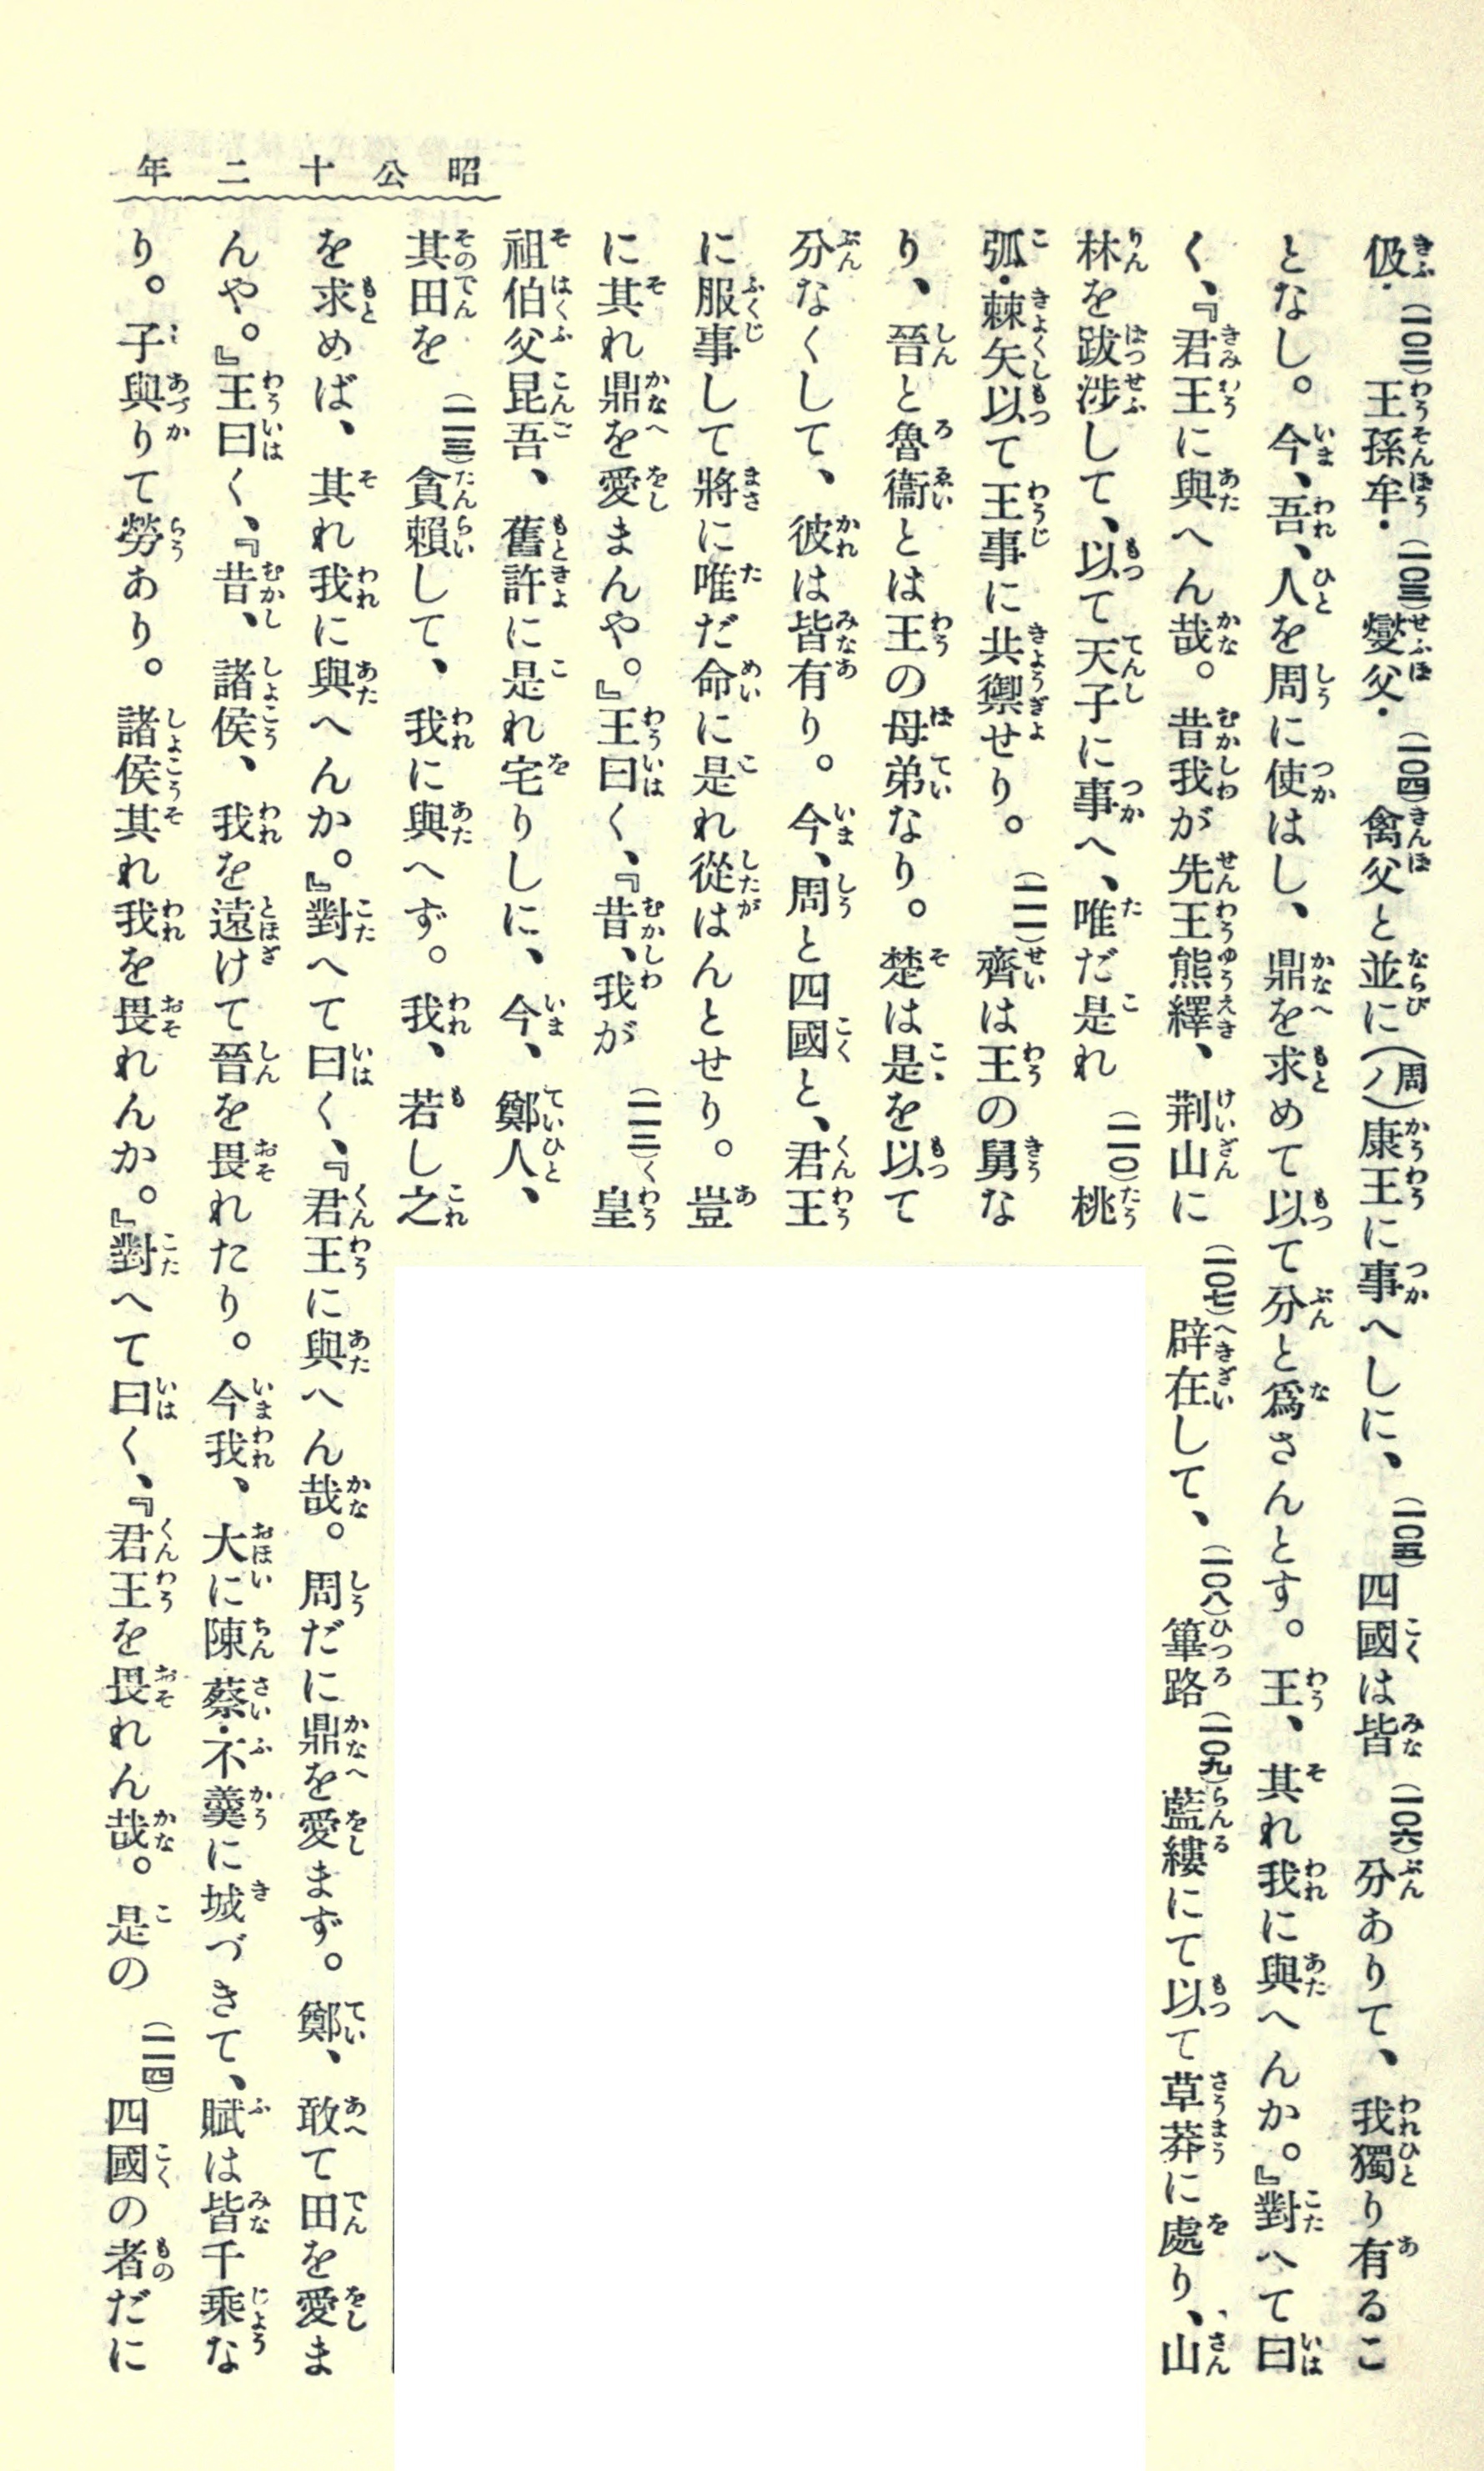 昭公十二年
伋・(一〇二)王孫牟・(一〇三)燮父・(一〇四)禽父と並に(周ノ)康王に事へしに、(一〇五)四國は皆(一〇六)分ありて、我獨り有るこ
となし。今、吾、人を周に使はし、鼎を求めて以て分と爲さんとす。王、其れ我に與へんか。』對へて曰
く、『君王に與へん哉。昔我が先王熊繹、荆山に(一〇七)辟在して、(一〇八)篳路(一〇九)藍縷にて以て草莽に處り、山
林を跋涉して、以て天子に事へ、唯だ是れ(一一〇)桃
弧・棘矢以て王事に共禦せり。(一一一)齊は王の舅な
り、晉と魯衞とは王の母弟なり。楚は是を以て
分なくして、彼は皆有り。今、周と四國と、君王
に服事して將に唯だ命に是れ從はんとせり。豈
に其れ鼎を愛まんや。』王曰く、『昔、我が(一一二)皇
祖伯父昆吾、舊許に是れ宅りしに、今、鄭人、
其田を(一一三)貪賴して、我に與へず。我、若し之
を求めば、其れ我に與へんか。』對へて曰く、『君王に與へん哉。周だに鼎を愛まず。鄭、敢て田を愛ま
んや。』王曰く、『昔、諸侯、我を遠けて晉を畏れたり。今我、大に陳・蔡・不羹に城づきて、賦は皆千乘な
り。子與りて勞あり。諸侯其れ我を畏れんか。』對へて曰く、『君王を畏れん哉。是の(一一四)四國の者だに